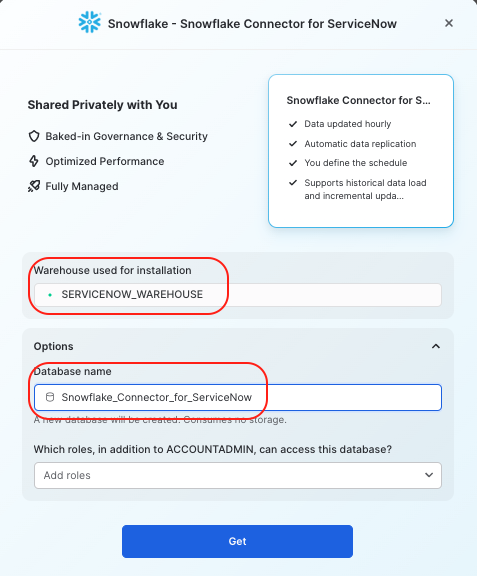 Snowflake - Snowflake Connector for ServiceNow
Shared Privately with You
Baked-in Governance & Security
Optimized Performance
Fully Managed
Snowflake Connector for S...
Data updated hourly
Automatic data replication
You define the schedule
Supports historical data load
and incremental upda...
Warehouse used for installation
SERVICENOW_WAREHOUSE
Options
Database name
Snowflake_Connector_for_ServiceNow
A new database will be created. Consumes no storage.
Which roles, in addition to ACCOUNTADMIN, can access this database?
Add roles
Get